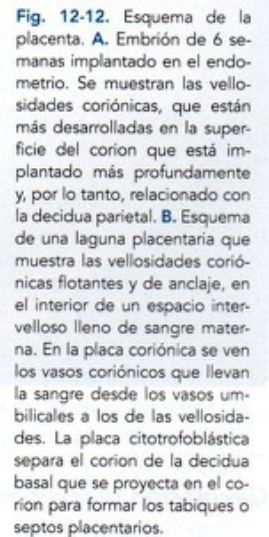 Fig. 12-12. Esquema de la
placenta. A. Embrión de 6 se-
manas implantado en el endo-
metrio. Se muestran las vello-
sidades coriónicas, que están
más desarrolladas en la super-
ficie del corion que está im-
plantado más profundamente
y, por lo tanto, relacionado con
la decidua parietal. B. Esquema
de una laguna placentaria que
muestra las vellosidades corió-
nicas flotantes y de anclaje, en
el interior de un espacio inter-
velloso lleno de sangre mater-
na. En la placa coriónica se ven
los vasos coriónicos que llevan
la sangre desde los vasos um-
bilicales a los de las vellosida-
des. La placa citotrofoblástica
separa el corion de la decidua
basal que se proyecta en el co-
rion para formar los tabiques o
septos placentarios.